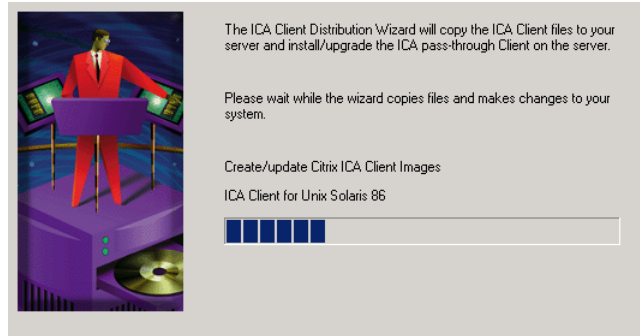 The ICA Client Distribution Wizard will copy the ICA Client files to your
server and install/upgrade the ICA pass-through Client on the server.
Please wait while the wizard copies files and makes changes to your
system.
Create/update Citrix ICA Client Images
ICA Client for Unix Solaris 86